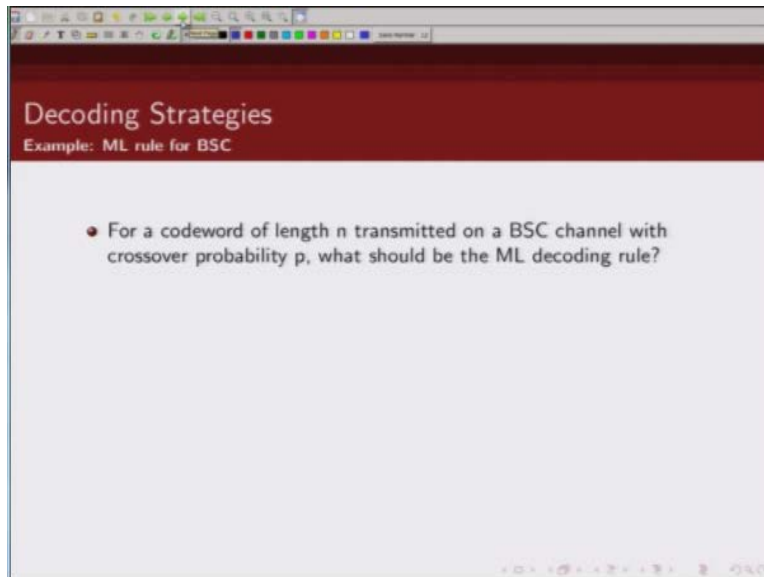 Decoding Strategies
Example: ML rule for BSC
For a codeword of length n transmitted on a BSC channel with
crossover probability p, what should be the ML decoding rule?